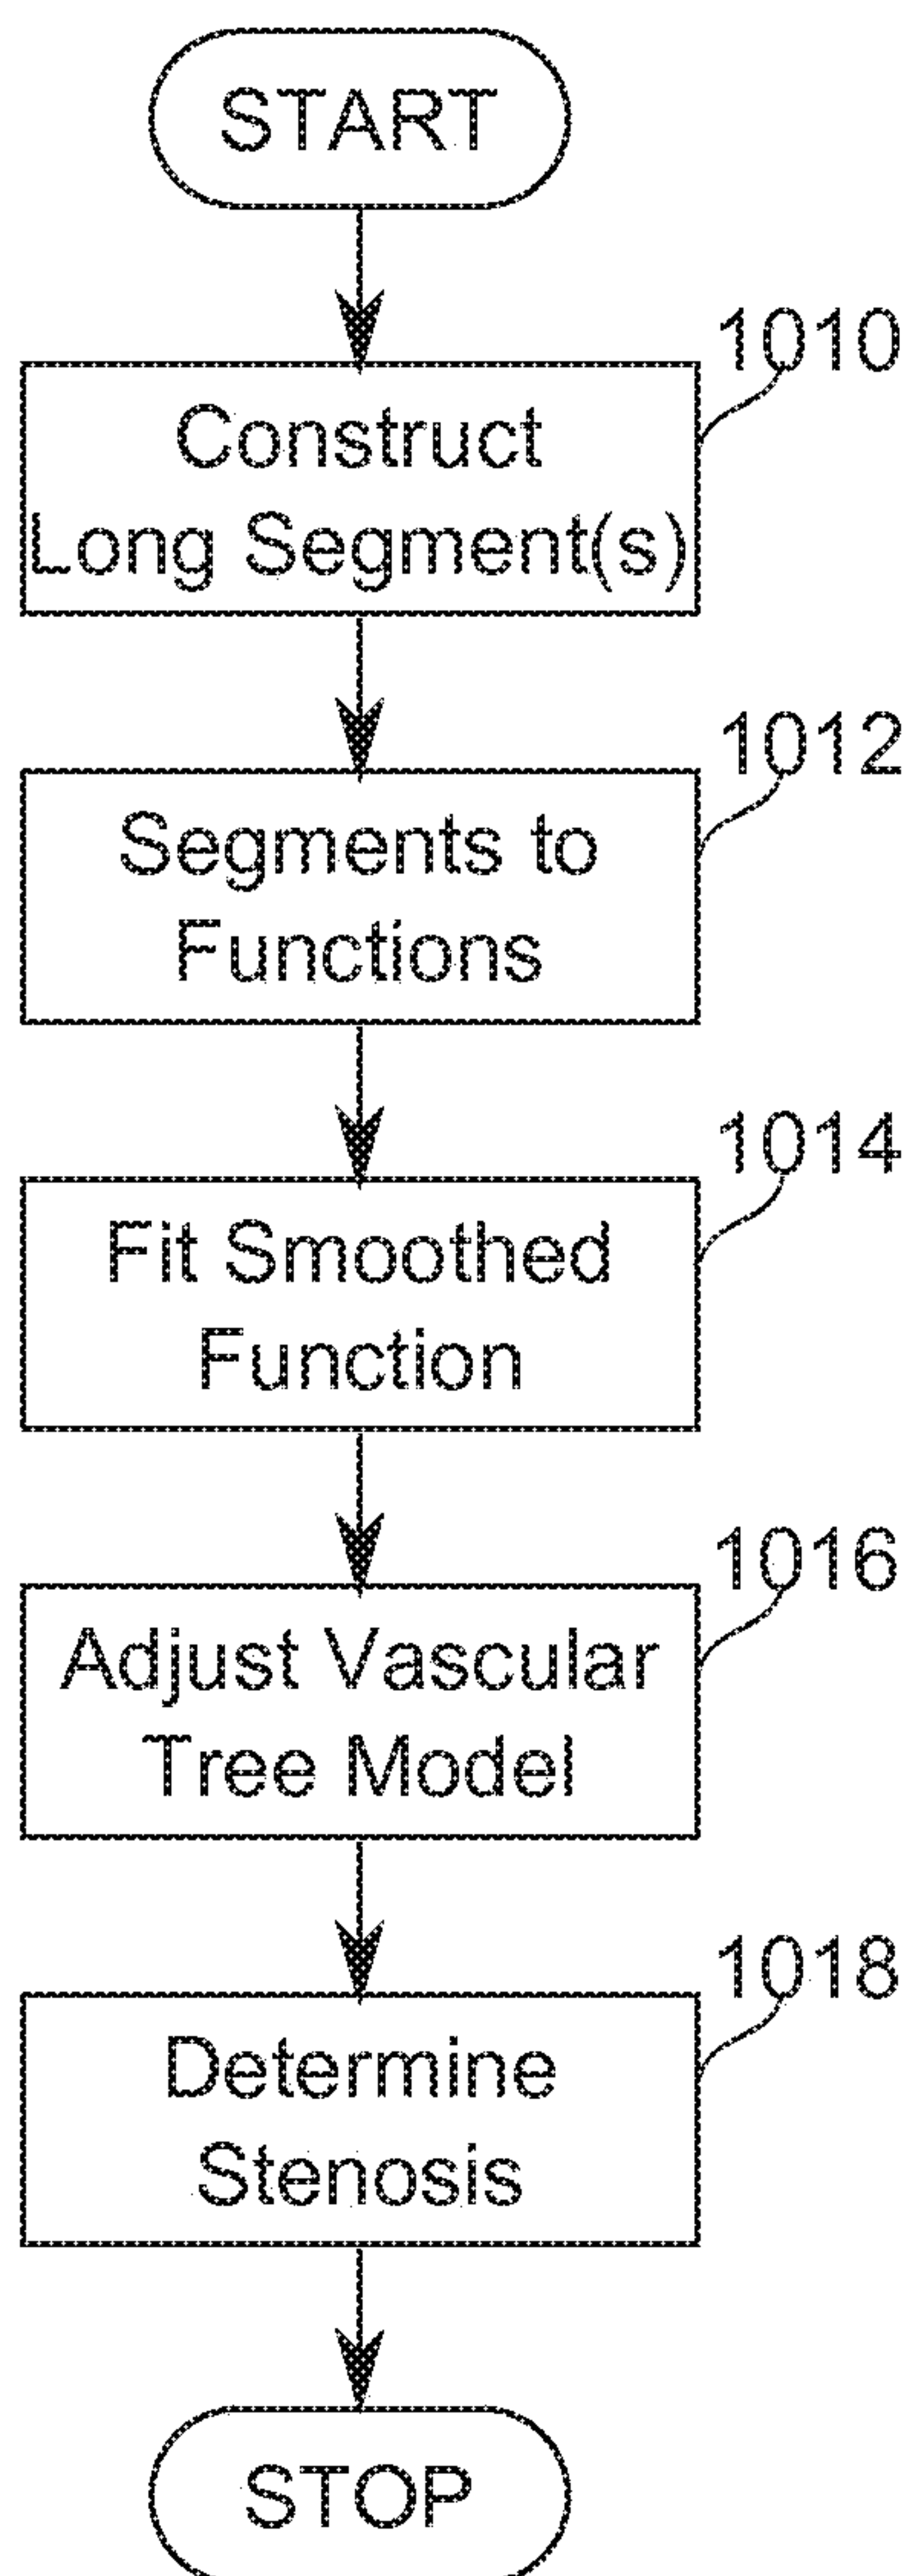 START
1010
Construct
Long Segment(s)
1012
Segments to
Functions
1014
Fit Smoothed
Function
1016
Adjust Vascular
Tree Model
1018
Determine
Stenosis
STOP